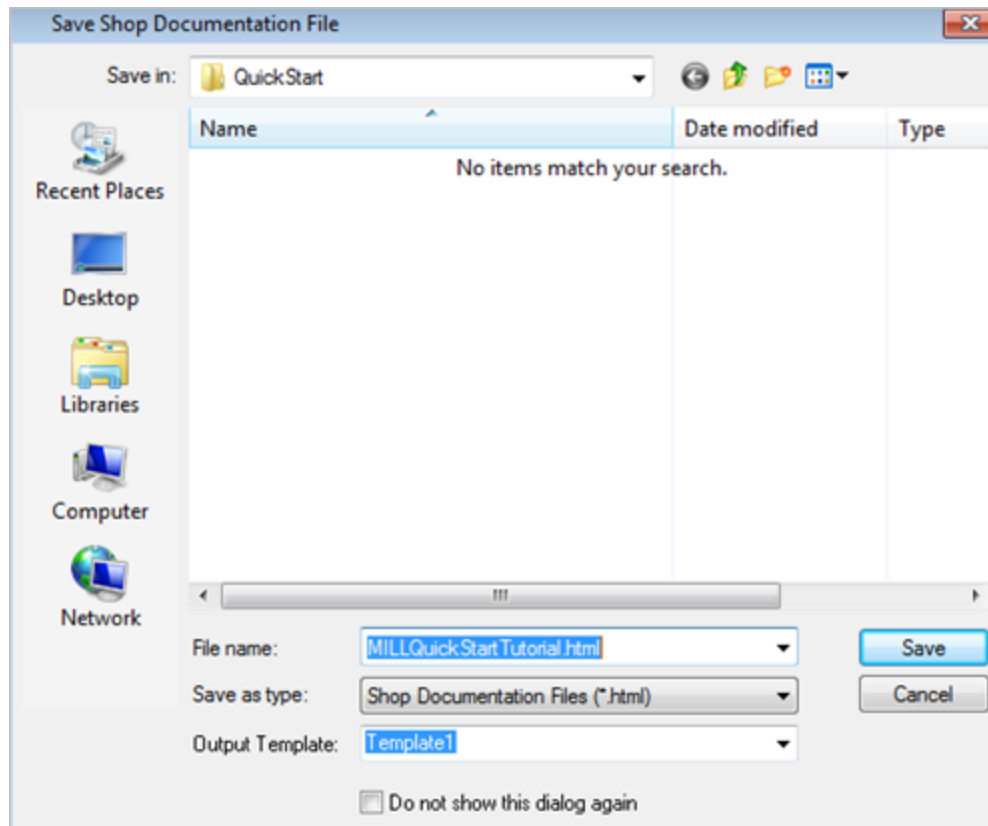 Save Shop Documentation File
Save in: QuickStart
Name Date modified Type
No items match your search.
Recent Places
Desktop
Libraries
Computer
Network
File name: MILLQuickStartTutorial.html Save
Save as type: Shop Documentation Files (*.html) Cancel
Output Template: Template1
Do not show this dialog again